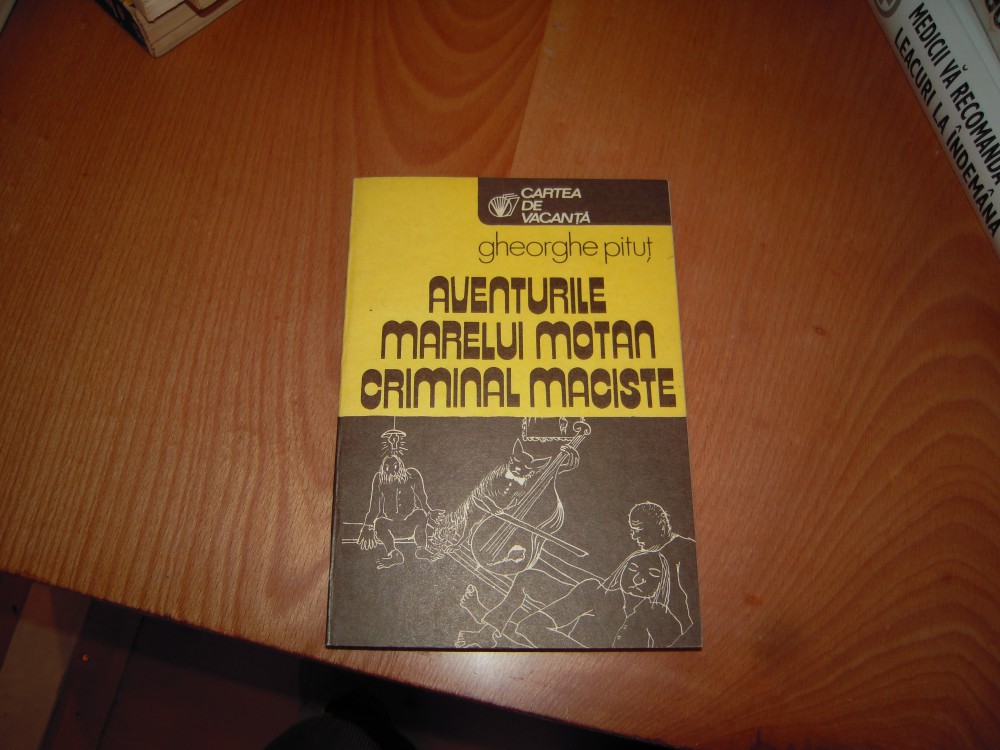 CARTEA
DE
VACANȚĂ
gheorghe pituț
AVENTURILE
MARELUI MOTAN
CRIMINAL MACISTE
MEDICII VĂ RECOMANDĂ
LEACURI LA ÎNDEMÂNĂ